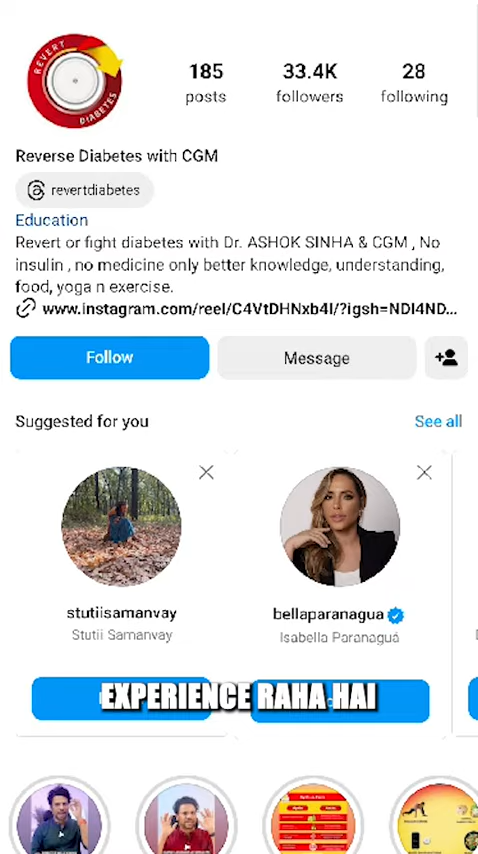 REVERT
DIABETES
185
33.4K
28
posts
followers
following
Reverse Diabetes with CGM
revertdiabetes
Education
Revert or fight diabetes with Dr. ASHOK SINHA & CGM , No
insulin , no medicine only better knowledge, understanding,
food, yoga n exercise.
www.instagram.com/reel/C4VtDHNxb4I/?igsh=NDI4ND...
Follow
Message
Suggested for you
See all
stutiisamanvay
Stutii Samanvay
bellaparanagua
Isabella Paranaguá
EXPERIENCE RAHA HAI